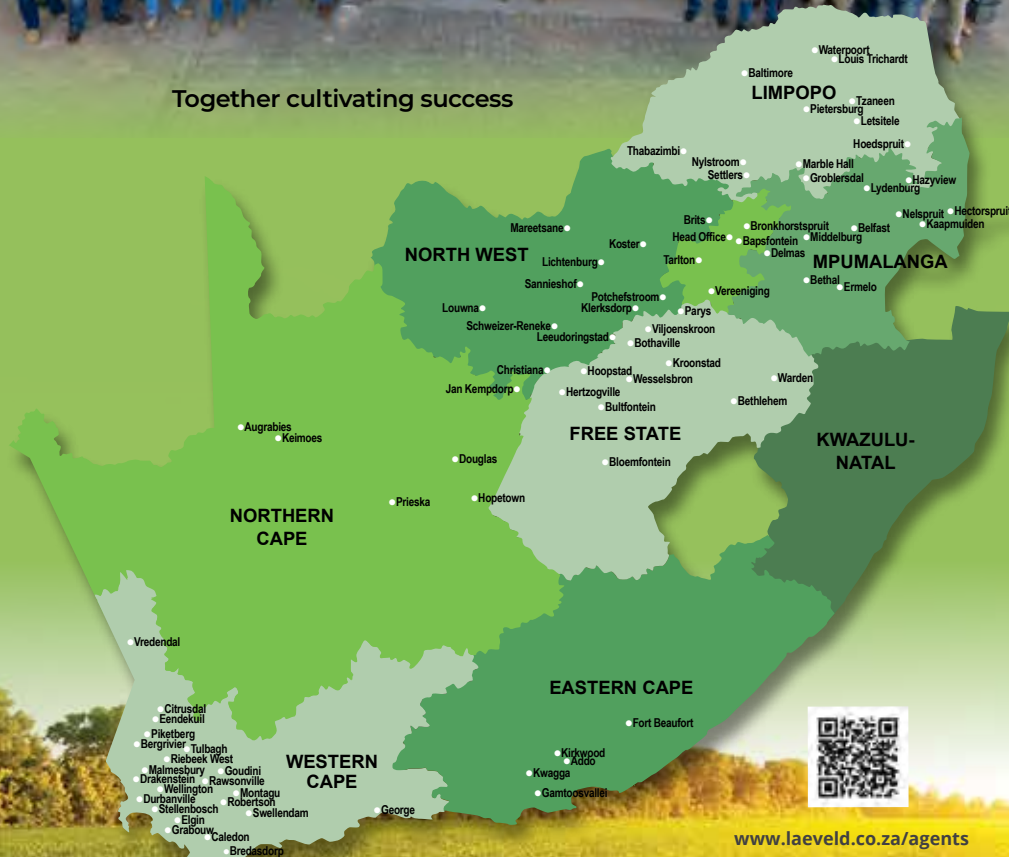 Together cultivating success
Waterpoort
Louis Trichardt
Baltimore
LIMPOPO
Tzaneen
Pietersburg
Letsitele
Hoedspruit
Thabazimbi
Nylstroom
Settlers
Marble Hall
Groblersdal
Hazyview
Lydenburg
Hectorspruit
Nelspruit
Kaapmuiden
Belfast
Middelburg
Delmas
MPUMALANGA
Bethal
Ermelo
Brits
Bronkhorstspruit
Head Office
Bapsfontein
Tarlton
Vereeniging
Mareetsane
NORTH WEST
Koster
Lichtenburg
Sannieshof
Potchefstroom
Klerksdorp
Louwna
Schweizer-Reneke
Leeudoringstad
Christiana
Jan Kempdorp
Parys
Viljoenskroon
Bothaville
Kroonstad
Hoopstad
Wesselsbron
Warden
Hertzogville
Bethlehem
Bultfontein
FREE STATE
Bloemfontein
KWAZULU-
NATAL
Augrabies
Keimoes
Douglas
Prieska
Hopetown
NORTHERN
CAPE
Vredendal
Citrusdal
Eendekuil
Piketberg
Bergrivier
Tulbagh
Riebeek West
Malmesbury
Goudini
Drakenstein
Rawsonville
Wellington
Montagu
Durbanville
Robertson
Stellenbosch
Swellendam
Elgin
Grabouw
Caledon
Bredasdorp
George
WESTERN
CAPE
EASTERN CAPE
Fort Beaufort
Kirkwood
Addo
Kwagga
Gamtoosvallei
www.laeveld.co.za/agents